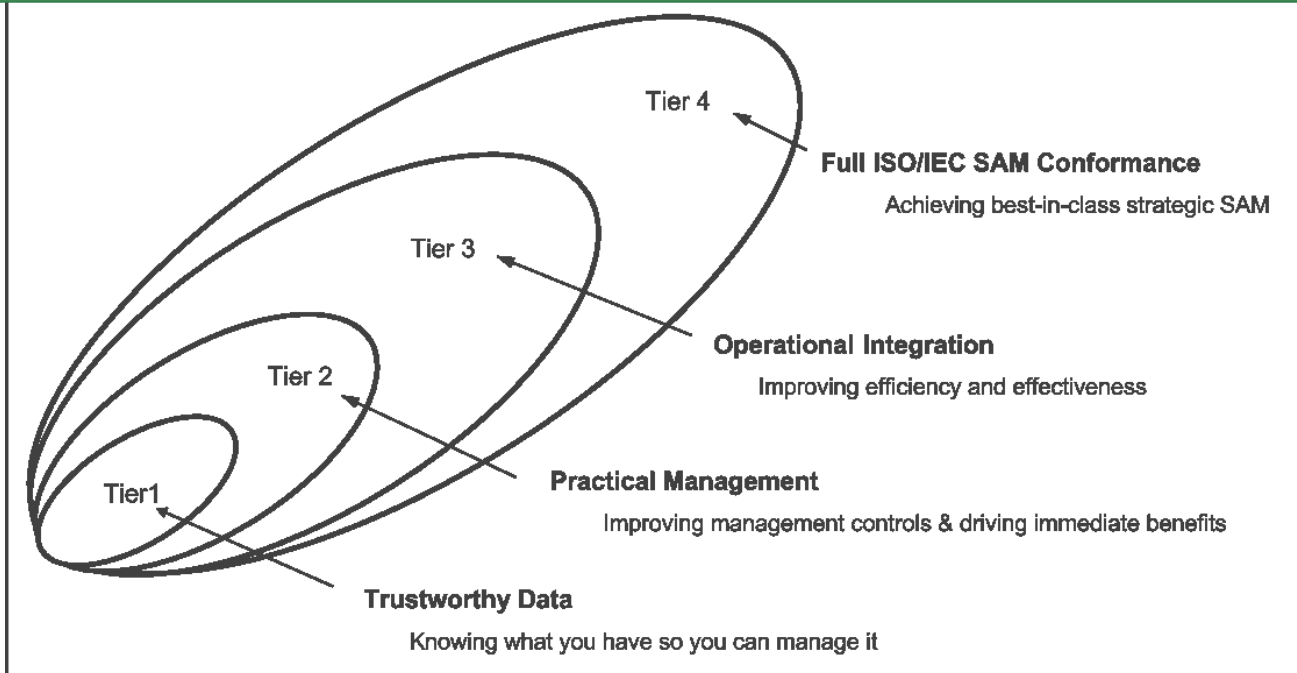 Tier 4
Full ISO/IEC SAM Conformance
Achieving best-in-class strategic SAM
Tier 3
Operational Integration
Improving efficiency and effectiveness
Tier 2
Practical Management
Improving management controls & driving immediate benefits
Tier1
Trustworthy Data
Knowing what you have so you can manage it